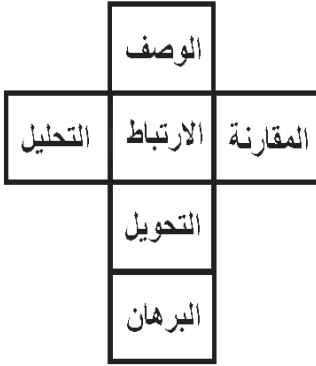 الوصف
المقارنة الارتباط التحليل
التحويل
البرهان